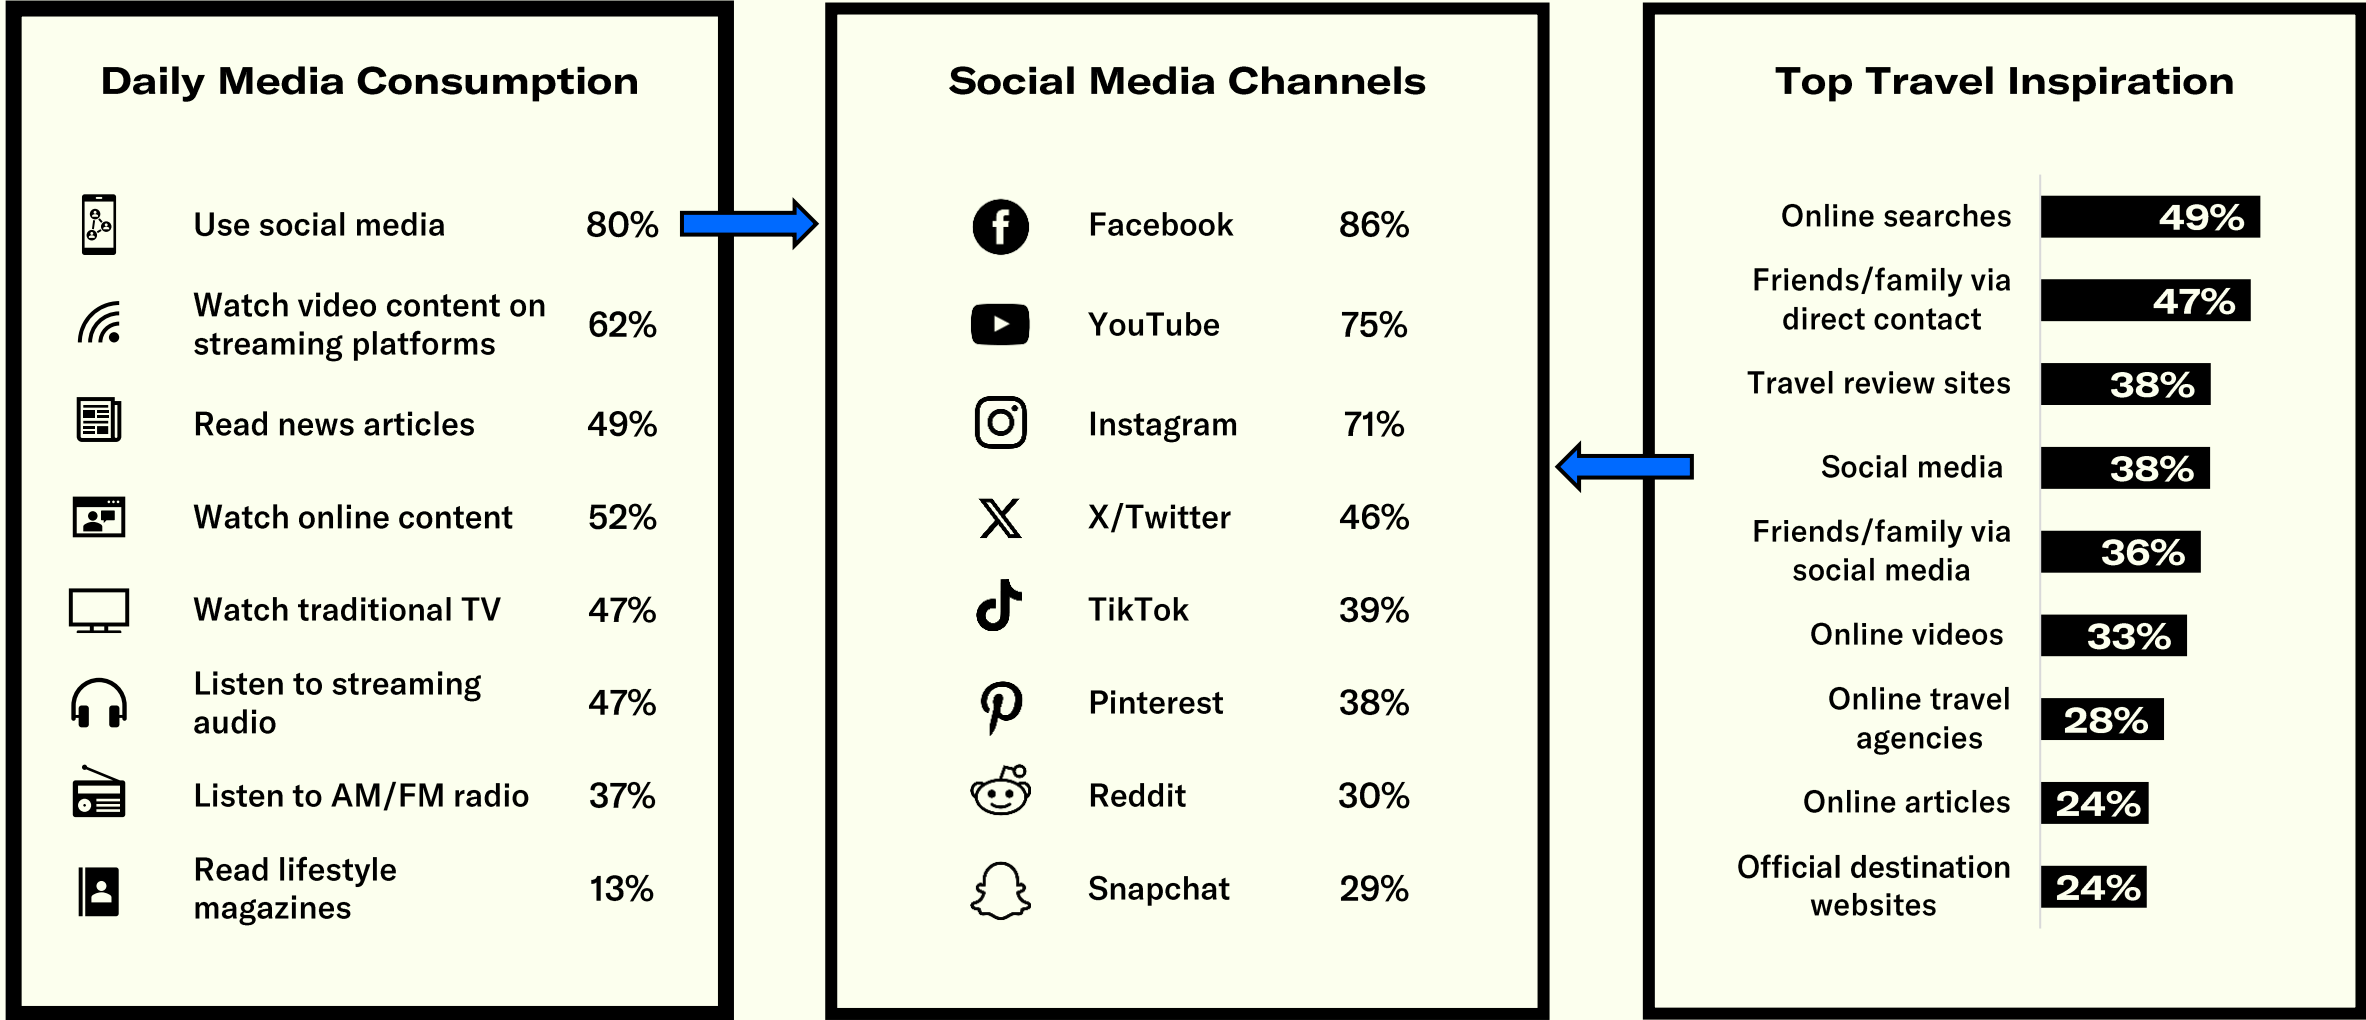 Daily Media Consumption
Use social media 80%
Watch video content on
streaming platforms 62%
Read news articles 49%
Watch online content 52%
Watch traditional TV 47%
Listen to streaming
audio 47%
Listen to AM/FM radio 37%
Read lifestyle
magazines 13%
Social Media Channels
Facebook 86%
YouTube 75%
Instagram 71%
X/Twitter 46%
TikTok 39%
Pinterest 38%
Reddit 30%
Snapchat 29%
Top Travel Inspiration
Online searches 49%
Friends/family via
direct contact 47%
Travel review sites 38%
Social media 38%
Friends/family via
social media 36%
Online videos 33%
Online travel
agencies 28%
Online articles 24%
Official destination
websites 24%